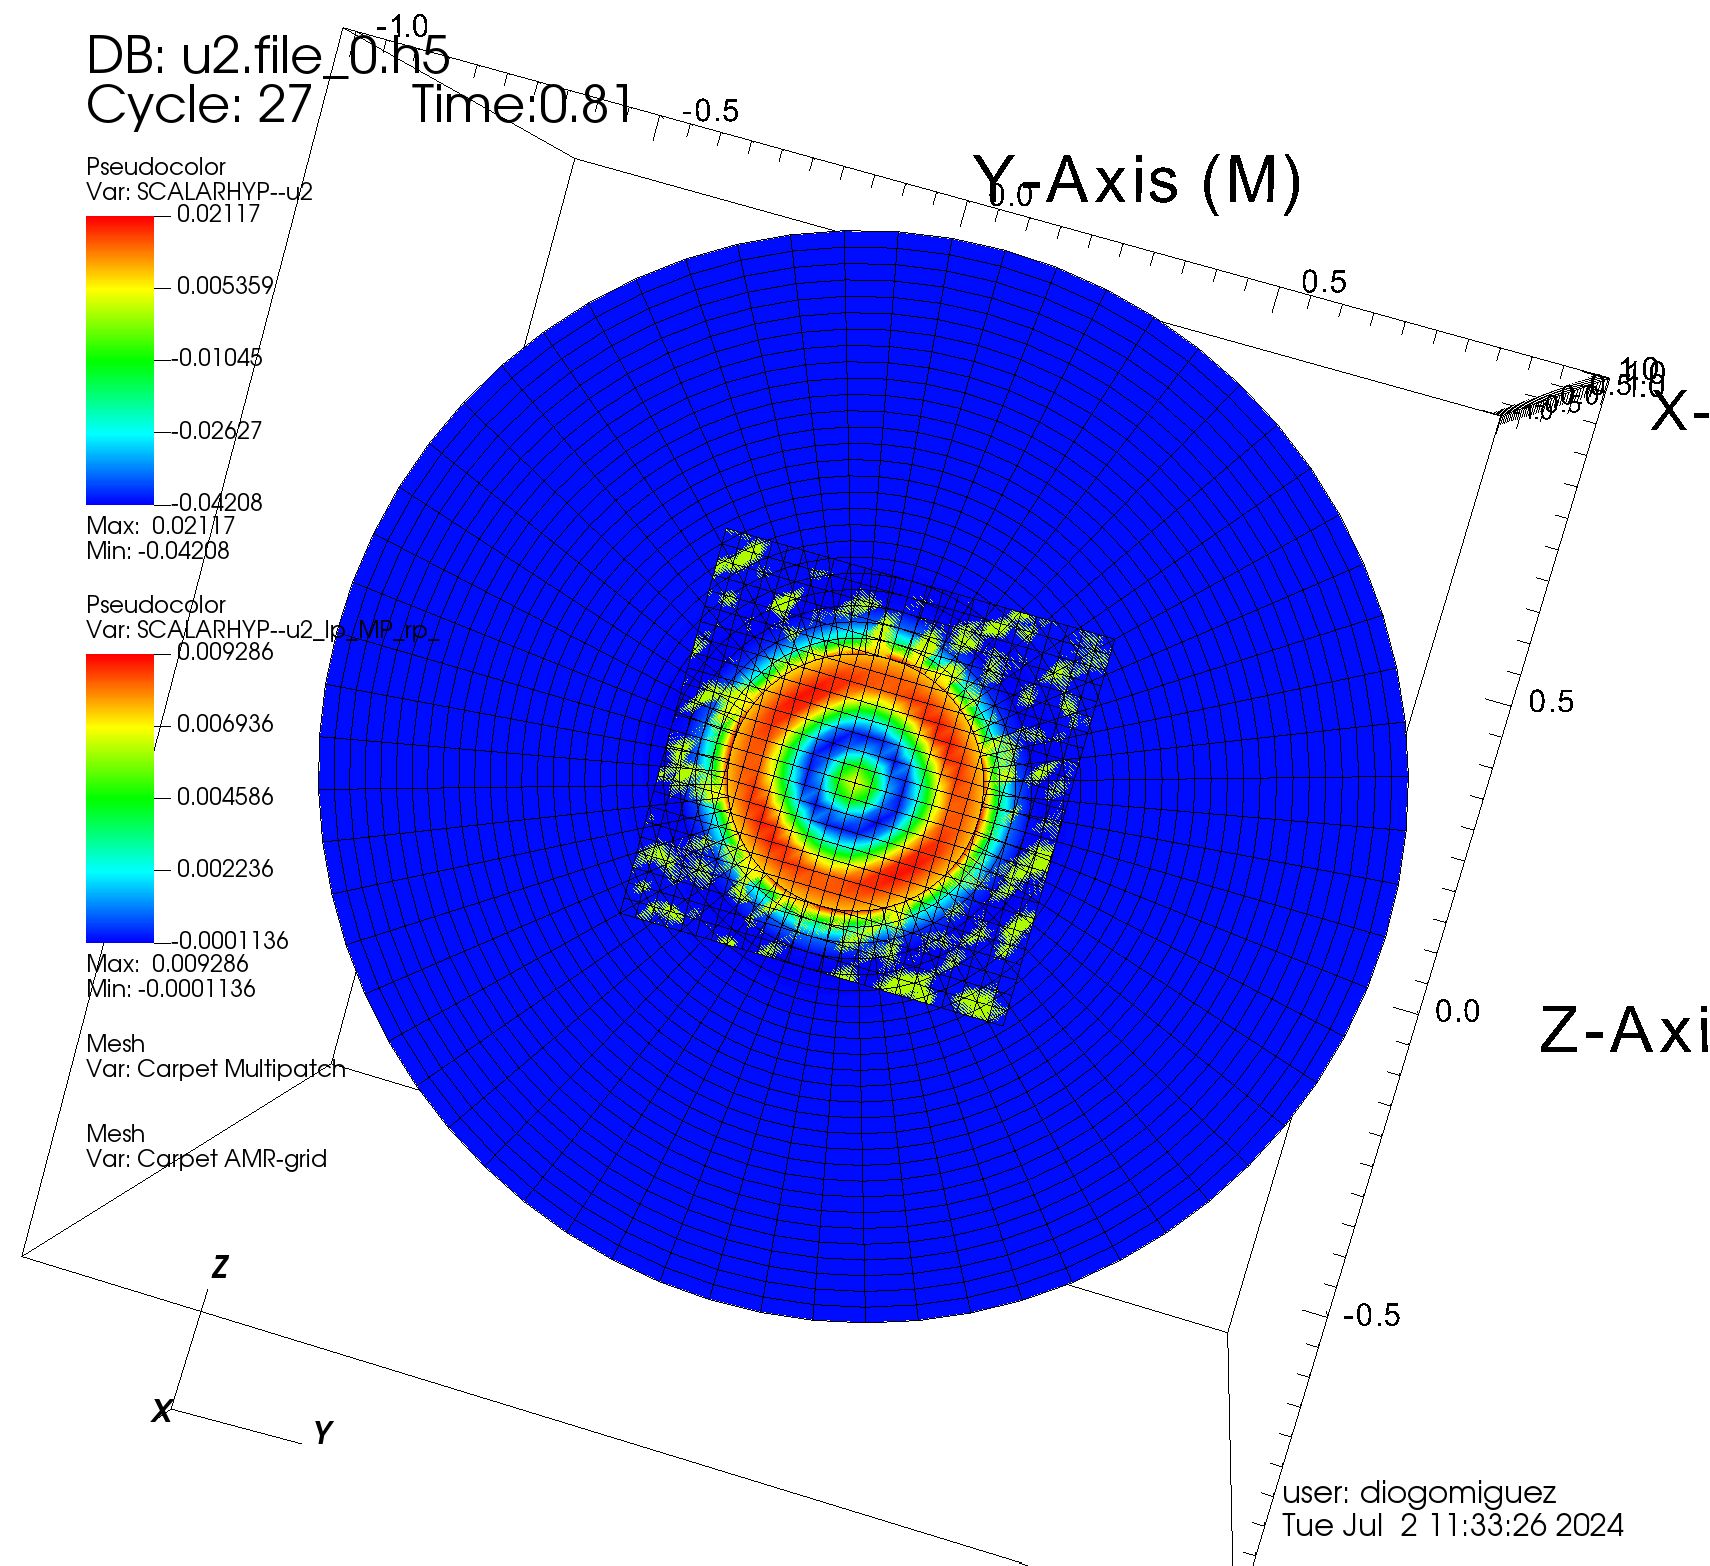 DB: u2.file_0.h5
Cycle: 27 Time:0.81
Pseudocolor
Var: SCALARHYP--u2
0.02117
0.005359
-0.01045
-0.02627
-0.04208
Max: 0.02117
Min: -0.04208
Pseudocolor
Var: SCALARHYP--u2_lp_MP_rp_
0.009286
0.006936
0.004586
0.002236
-0.0001136
Max: 0.009286
Min: -0.0001136
Mesh
Var: Carpet Multipatch
Mesh
Var: Carpet AMR-grid
-1.0
-0.5
0.0
0.5
1.0
Y-Axis (M)
X-
0.5
0.0
-0.5
Z-Axi
Z
X
Y
user: diogomiguez
Tue Jul 2 11:33:26 2024